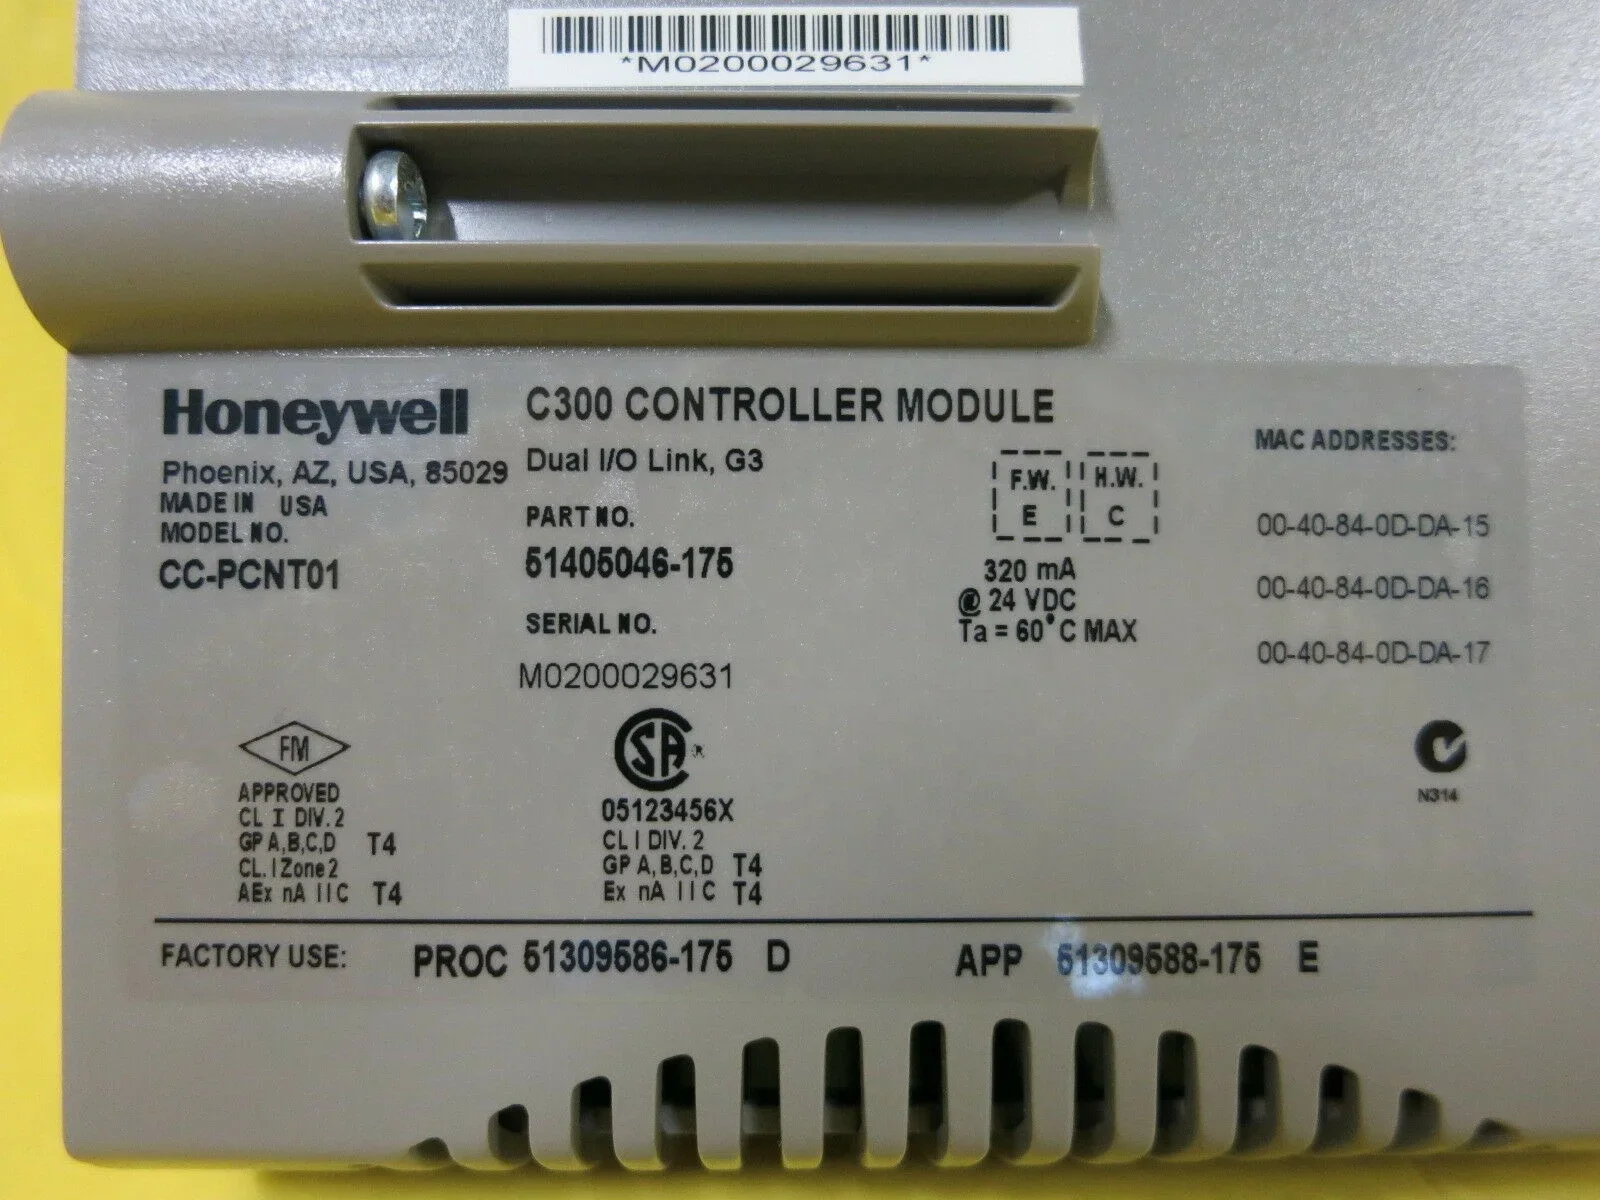 *M0200029631*
Honeywell
Phoenix, AZ, USA, 85029
MADE IN USA
MODEL NO.
CC-PCNT01
C300 CONTROLLER MODULE
Dual I/O Link, G3
PART NO.
51405046-175
SERIAL NO.
M0200029631
F.W.
E
H.W.
C
320 mA
@ 24 VDC
Ta = 60°C MAX
MAC ADDRESSES:
00-40-84-0D-DA-15
00-40-84-0D-DA-16
00-40-84-0D-DA-17
FM
APPROVED
CL I DIV. 2
GP A,B,C,D T4
CL. I Zone 2
AEx nA IIC T4
SA
05123456X
CL I DIV. 2
GP A,B,C,D T4
Ex nA IIC T4
N314
FACTORY USE: PROC 51309586-175 D APP 51309588-175 E